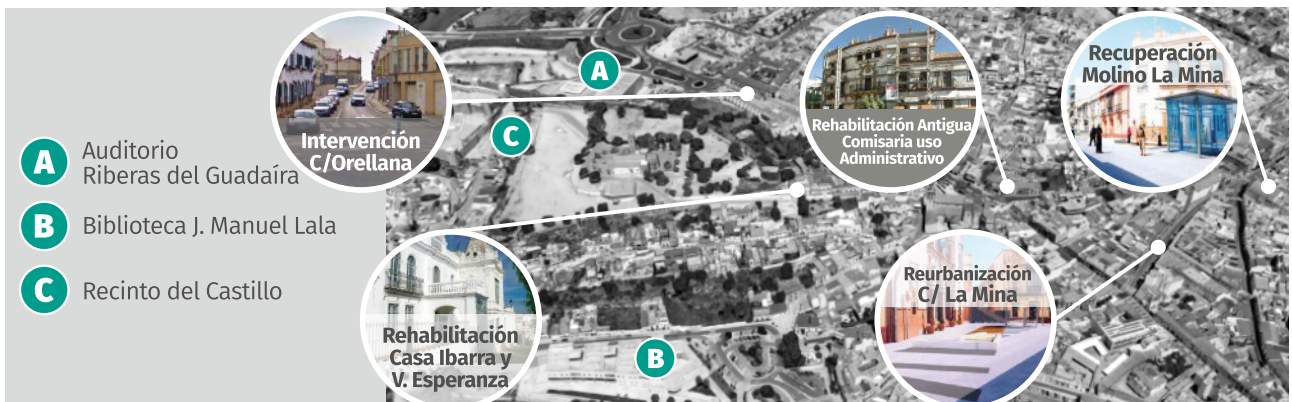 A
Auditorio
Riberas del Guadaíra
B
Biblioteca J. Manuel Lala
C
Recinto del Castillo
Intervención
C/Orellana
A
C
Rehabilitación Antigua
Comisaria uso
Administrativo
Recuperación
Molino La Mina
Rehabilitación
Casa Ibarra y
V. Esperanza
B
Reurbanización
C/ La Mina